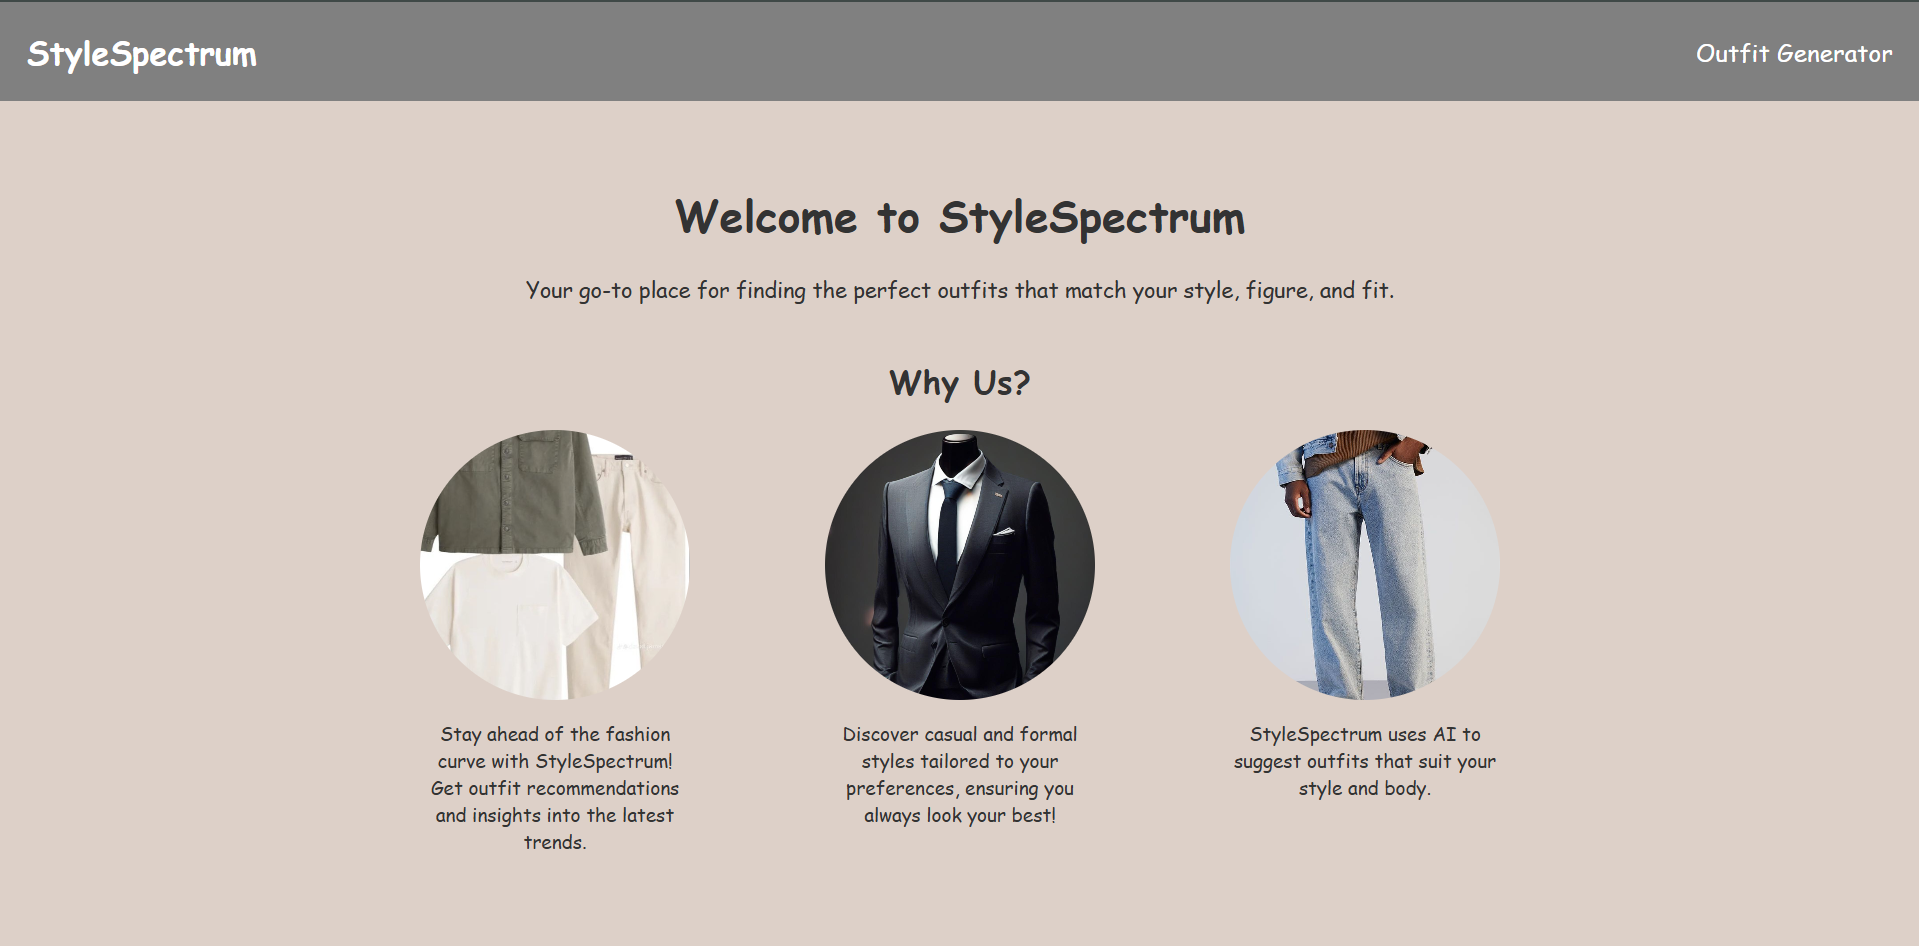 StyleSpectrum
Outfit Generator
Welcome to StyleSpectrum
Your go-to place for finding the perfect outfits that match your style, figure, and fit.
Why Us?
Stay ahead of the fashion
curve with StyleSpectrum!
Get outfit recommendations
and insights into the latest
trends.
Discover casual and formal
styles tailored to your
preferences, ensuring you
always look your best!
StyleSpectrum uses AI to
suggest outfits that suit your
style and body.